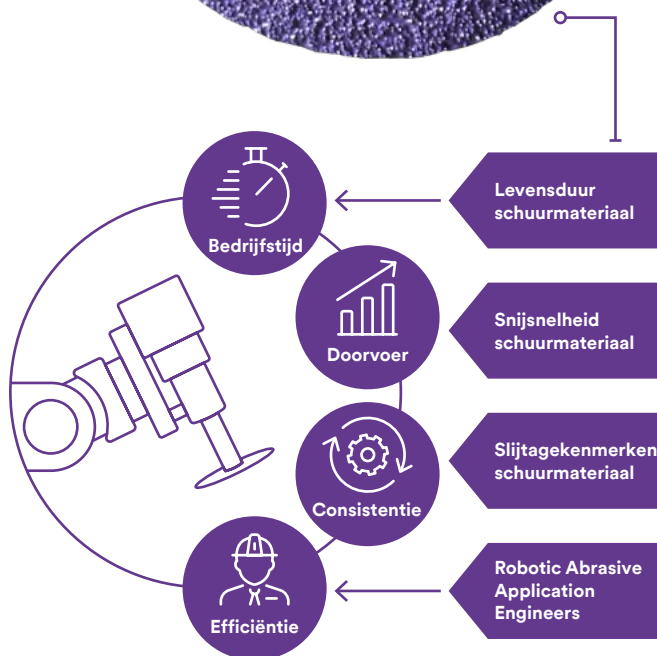 Bedrijfstijd
Levensduur
schuurmateriaal
Doorvoer
Snijsnelheid
schuurmateriaal
Consistentie
Slijtagekenmerken
schuurmateriaal
Efficiëntie
Robotic Abrasive
Application
Engineers